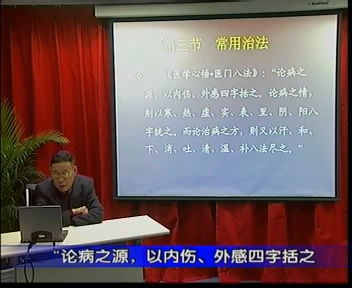 第三节 常用治法
《医学心悟•医门八法》：“论病之
源，以内伤、外感四字括之。论病之情，
则以寒、热、虚、实、表、里、阴、阳八
字统之。而论治病之方，则又以汗、和、
下、消、吐、清、温、补八法尽之。”
“论病之源，以内伤、外感四字括之